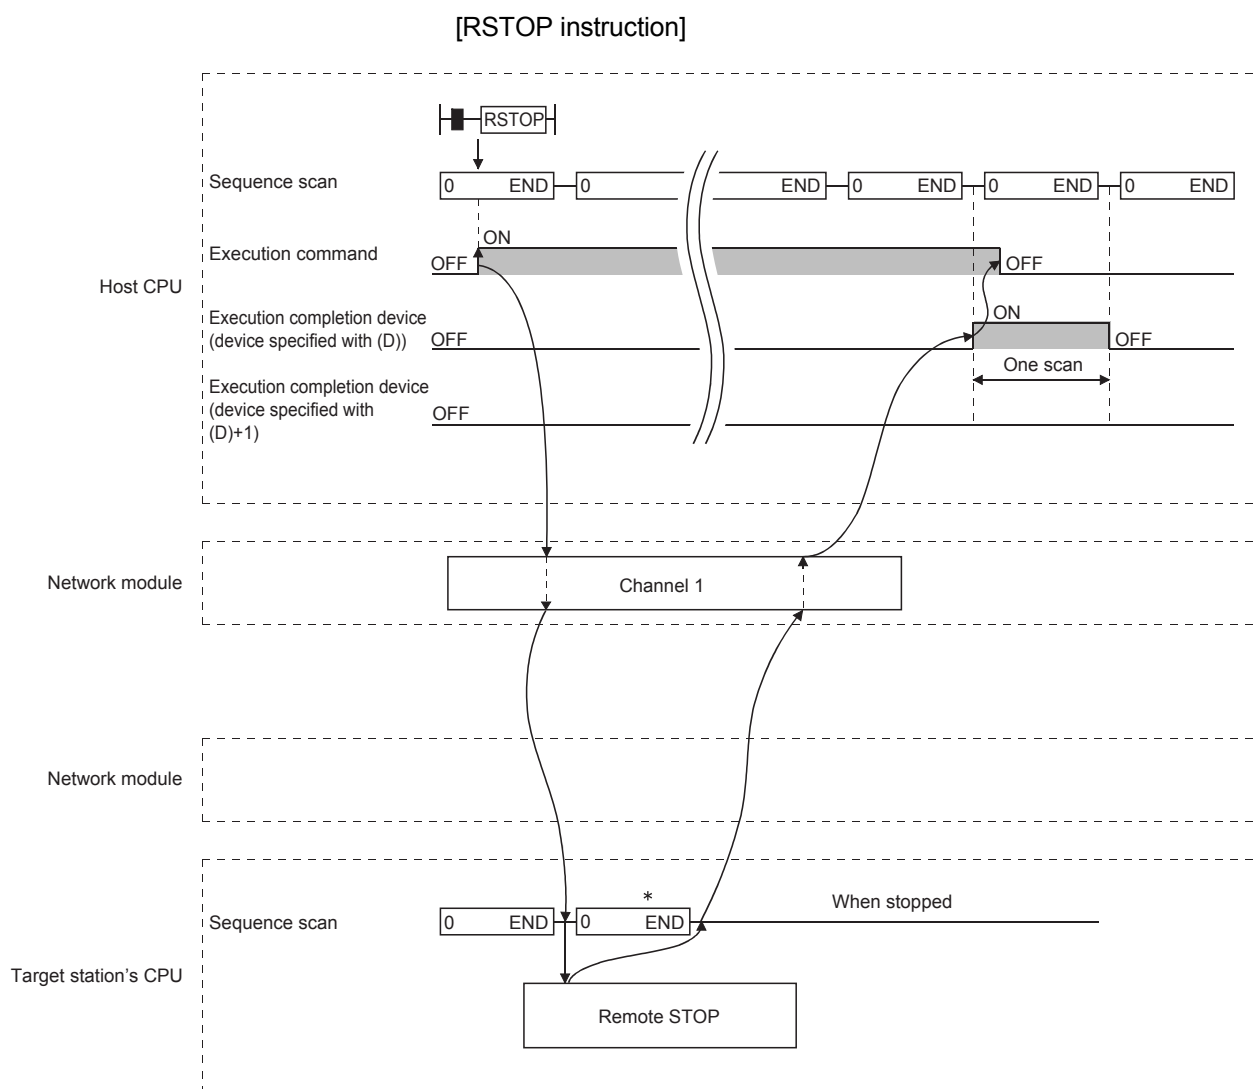 [RSTOP instruction]
RSTOP
Sequence scan
0 END 0 END 0 END 0 END 0 END
ON
Execution command
OFF OFF
Host CPU
ON
Execution completion device
(device specified with (D))
OFF OFF
One scan
Execution completion device
(device specified with
(D)+1)
OFF
Network module
Channel 1
Network module
*
When stopped
Sequence scan
0 END 0 END
Target station's CPU
Remote STOP